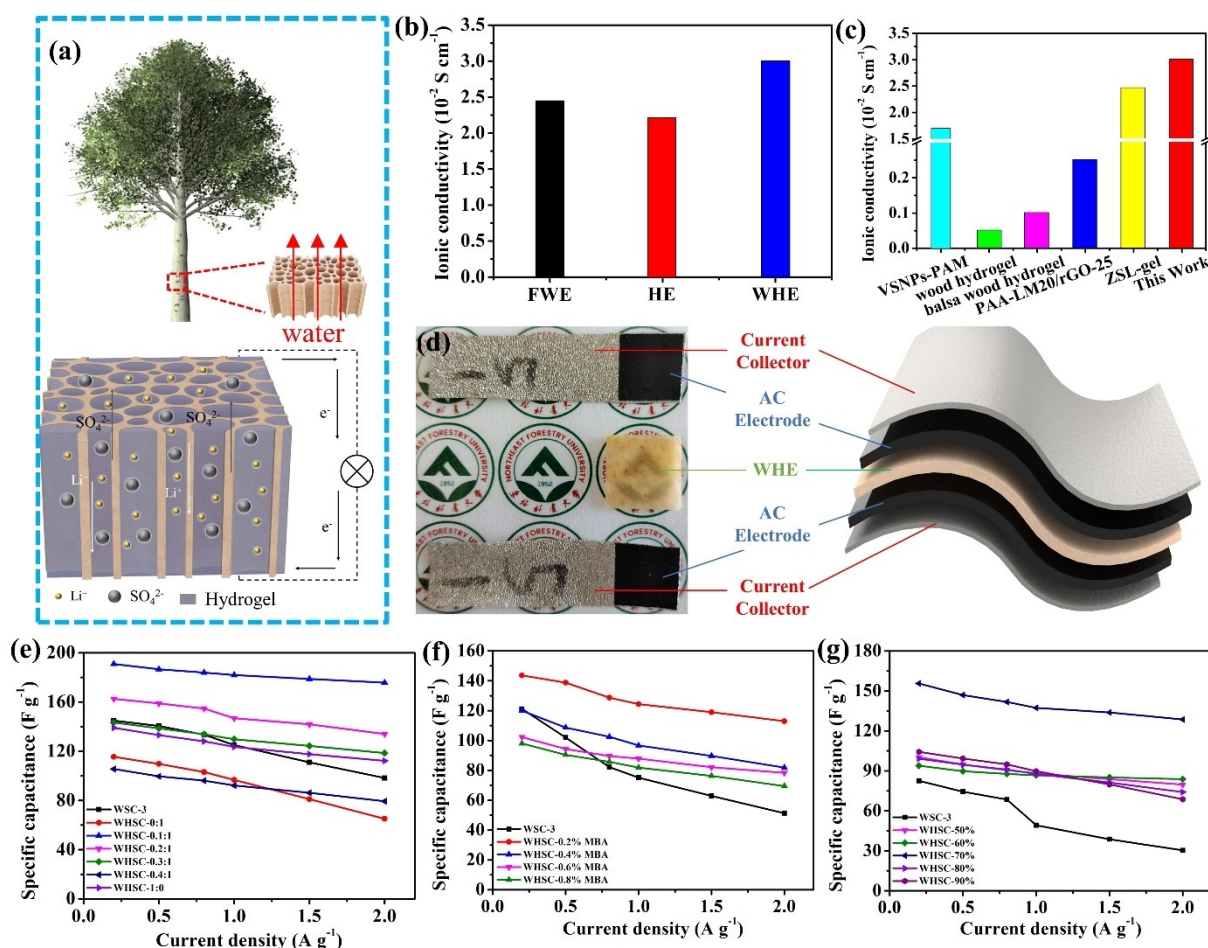 (a)
water
SO₄²⁻
SO₄²⁻
Li⁺
Li⁺
e⁻
e⁻
Li⁺
SO₄²⁻
Hydrogel
(b)
Ionic conductivity (10⁻² S cm⁻¹)
3.5
3.0
2.5
2.0
1.5
1.0
0.5
0.0
FWE
HE
WHE
(c)
Ionic conductivity (10⁻² S cm⁻¹)
3.5
3.0
2.5
2.0
1.5
0.2
0.1
0.0
VSNPs-PAM
wood hydrogel
balsa wood hydrogel
PAA-LM20/rGO-25
ZSL-gel
This Work
(d)
NORTHEAST FORESTRY UNIVERSITY
1952
Current
Collector
AC
Electrode
WHE
AC
Electrode
Current
Collector
(e)
Specific capacitance (F g⁻¹)
200
160
120
80
40
0
WSC-3
WHSC-0:1
WHSC-0.1:1
WHSC-0.2:1
WHSC-0.3:1
WHSC-0.4:1
WHSC-1:0
0.0
0.5
1.0
1.5
2.0
Current density (A g⁻¹)
(f)
Specific capacitance (F g⁻¹)
160
140
120
100
80
60
40
20
0
WSC-3
WHSC-0.2% MBA
WHSC-0.4% MBA
WHSC-0.6% MBA
WHSC-0.8% MBA
0.0
0.5
1.0
1.5
2.0
Current density (A g⁻¹)
(g)
Specific capacitance (F g⁻¹)
180
150
120
90
60
30
0
WSC-3
WHSC-50%
WHSC-60%
WHSC-70%
WHSC-80%
WHSC-90%
0.0
0.5
1.0
1.5
2.0
Current density (A g⁻¹)